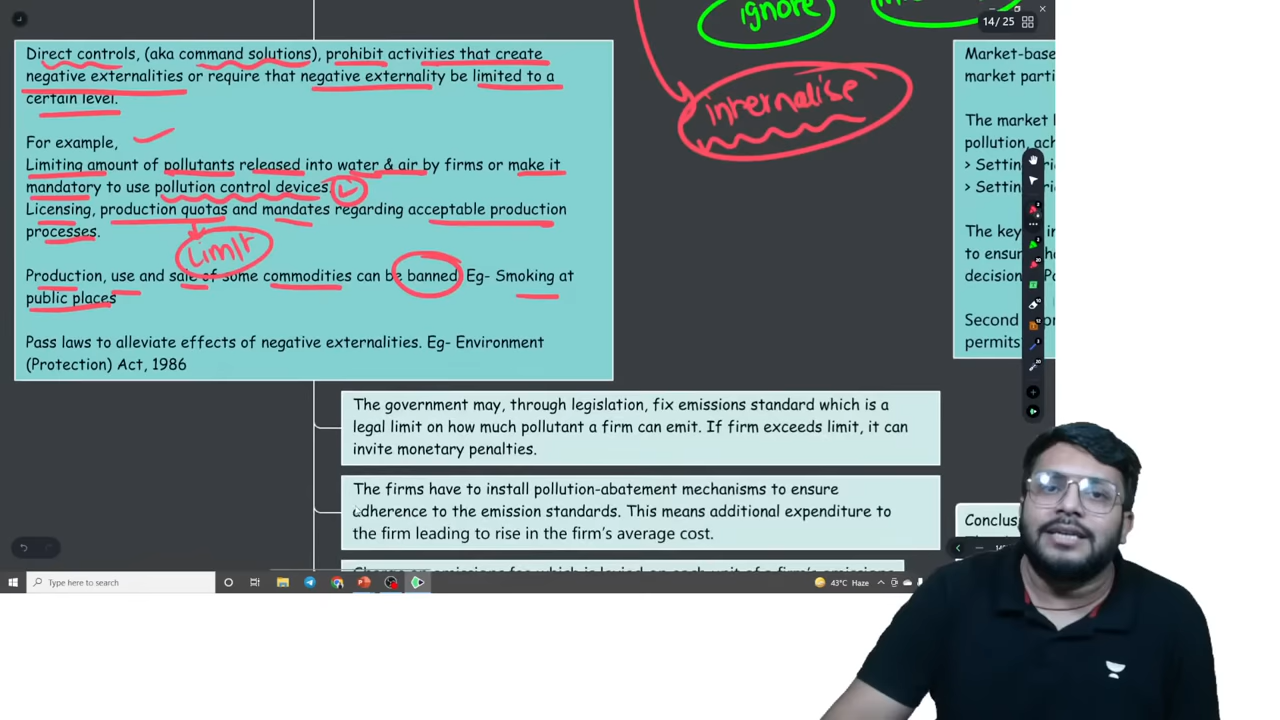 ignore
14 / 25
Direct controls, (aka command solutions), prohibit activities that create
negative externalities or require that negative externality be limited to a
certain level.
For example,
Limiting amount of pollutants released into water & air by firms or make it
mandatory to use pollution control devices.
Licensing, production quotas and mandates regarding acceptable production
processes.
Limit
Production, use and sale of some commodities can be banned. Eg- Smoking at
public places
Pass laws to alleviate effects of negative externalities. Eg- Environment
(Protection) Act, 1986
internalise
Market-base
market parti
The market
pollution, ac
> Setting
> Setting
The key
to ensure
decision
Second
permits
The government may, through legislation, fix emissions standard which is a
legal limit on how much pollutant a firm can emit. If firm exceeds limit, it can
invite monetary penalties.
The firms have to install pollution-abatement mechanisms to ensure
adherence to the emission standards. This means additional expenditure to
the firm leading to rise in the firm's average cost.
Conclus
Type here to search
43°C Haze